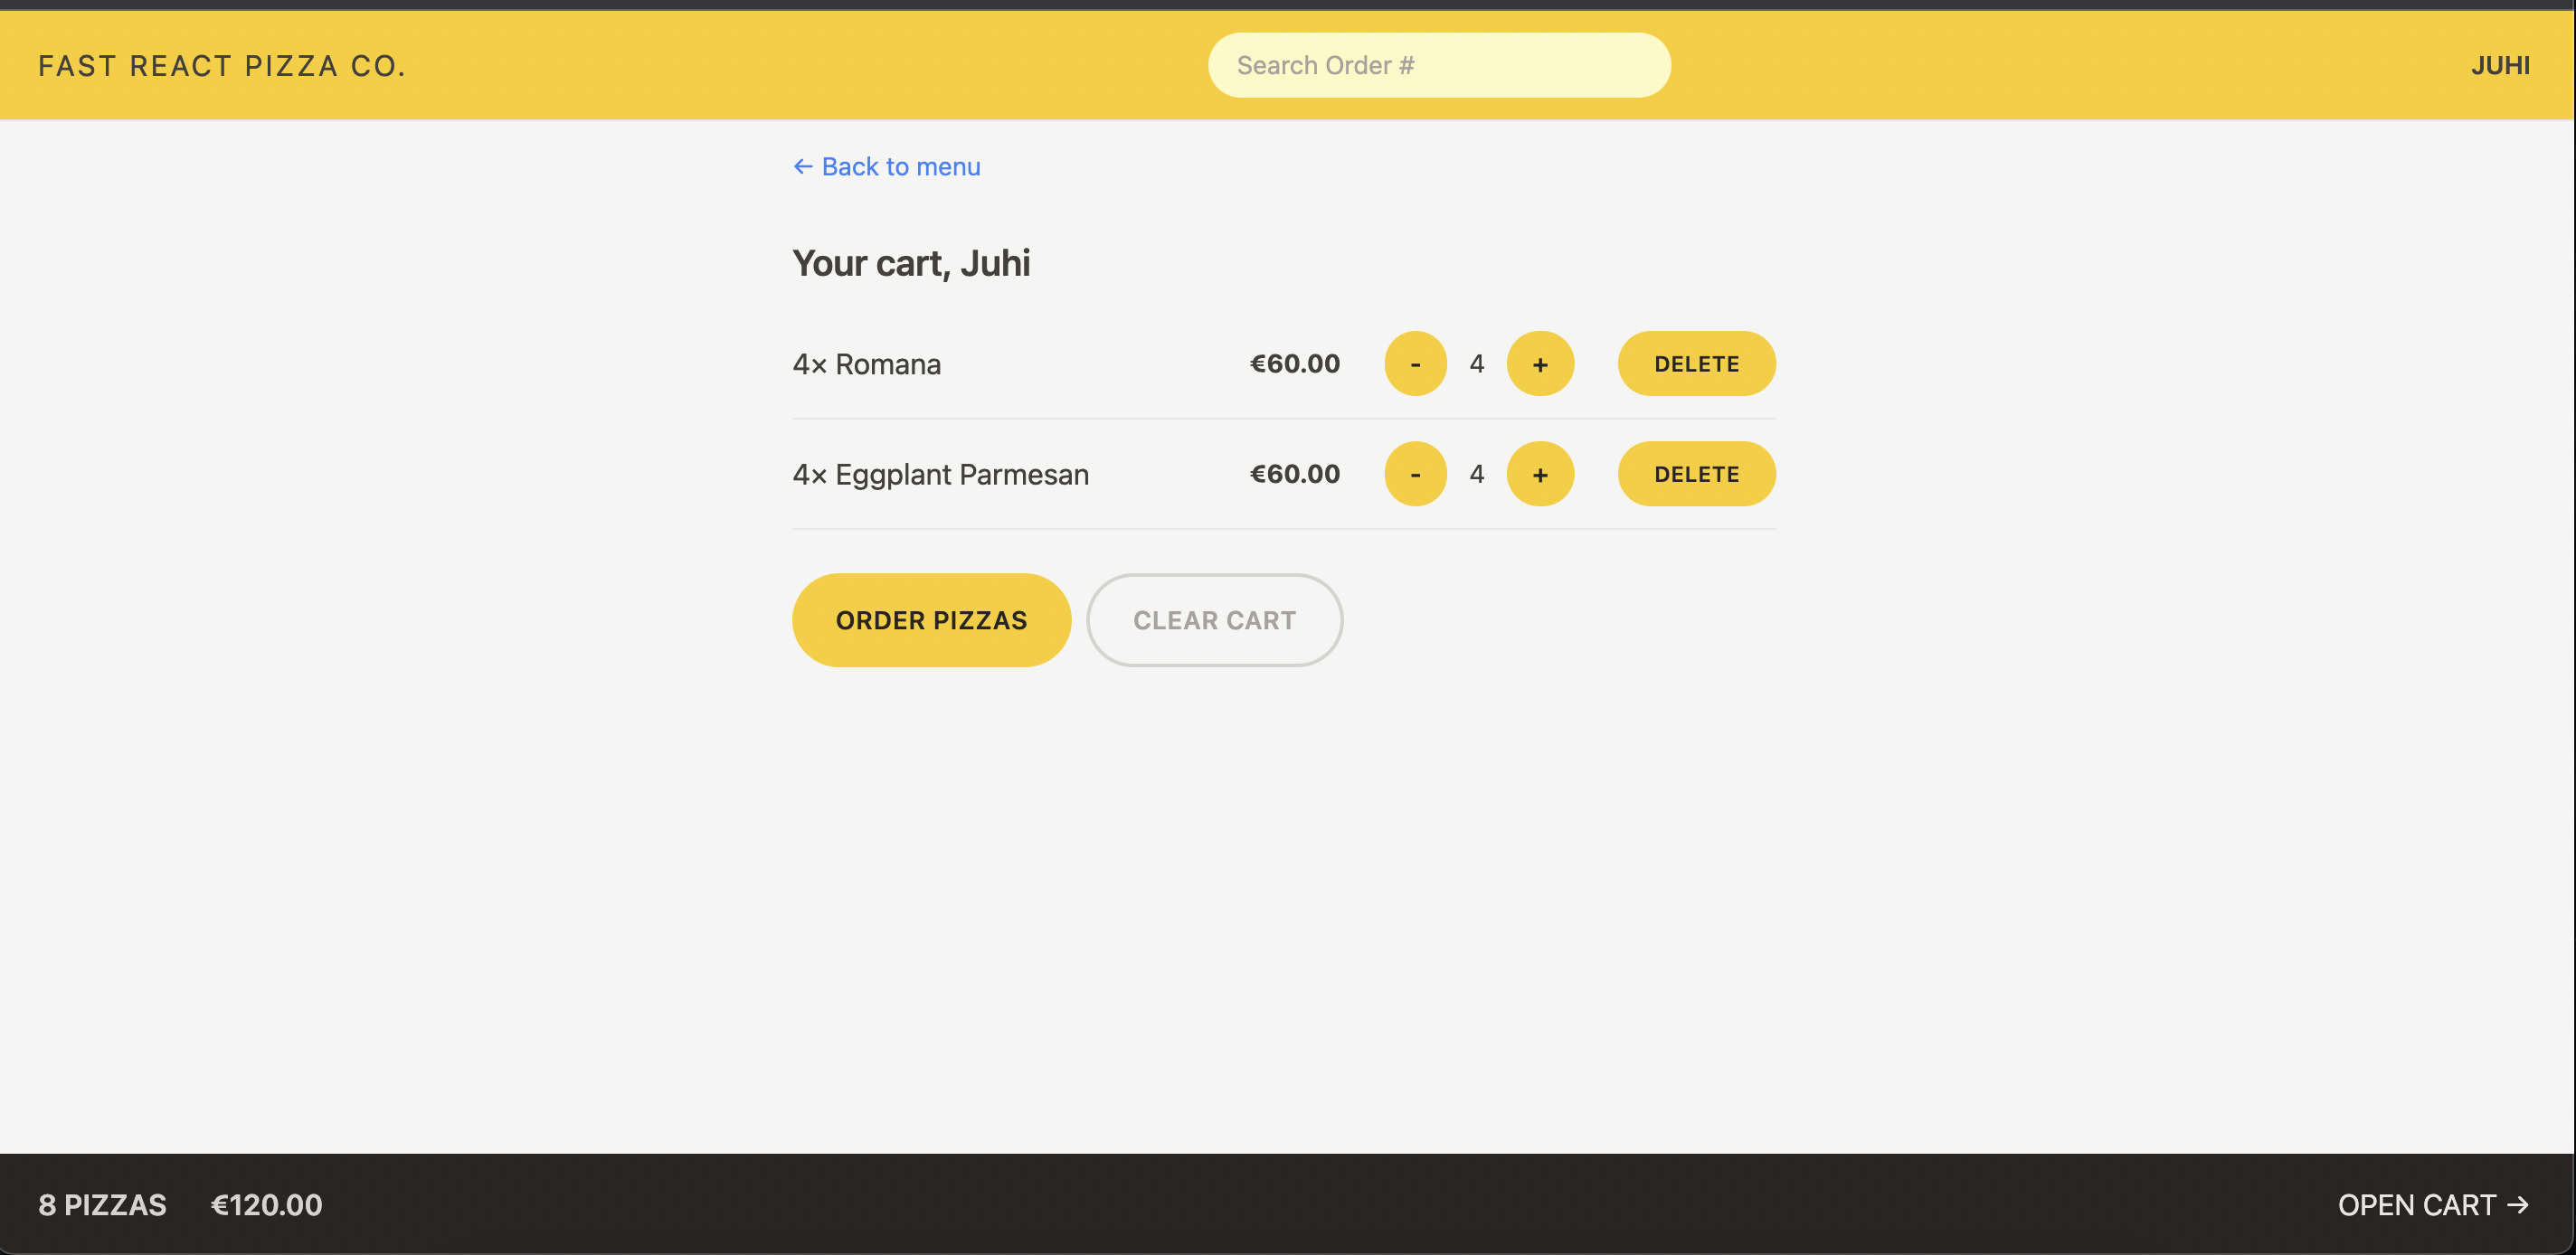 FAST REACT PIZZA CO. Search Order # JUHI
← Back to menu
Your cart, Juhi
4× Romana €60.00 - 4 + DELETE
4× Eggplant Parmesan €60.00 - 4 + DELETE
ORDER PIZZAS CLEAR CART
8 PIZZAS €120.00 OPEN CART →